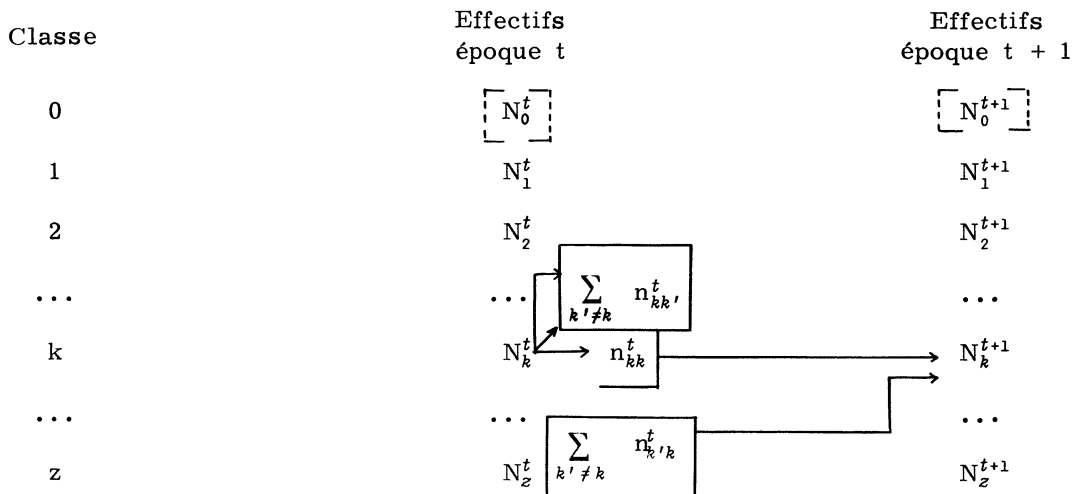 Classe Effectifs époque t Effectifs époque t + 1
0 N_0^t N_0^{t+1}
1 N_1^t N_1^{t+1}
2 N_2^t N_2^{t+1}
... ... ∑_{k'≠k} n_{kk'}^t ...
k N_k^t n_{kk}^t N_k^{t+1}
... ... ...
z N_z^t ∑_{k'≠k} n_{k'k}^t N_z^{t+1}